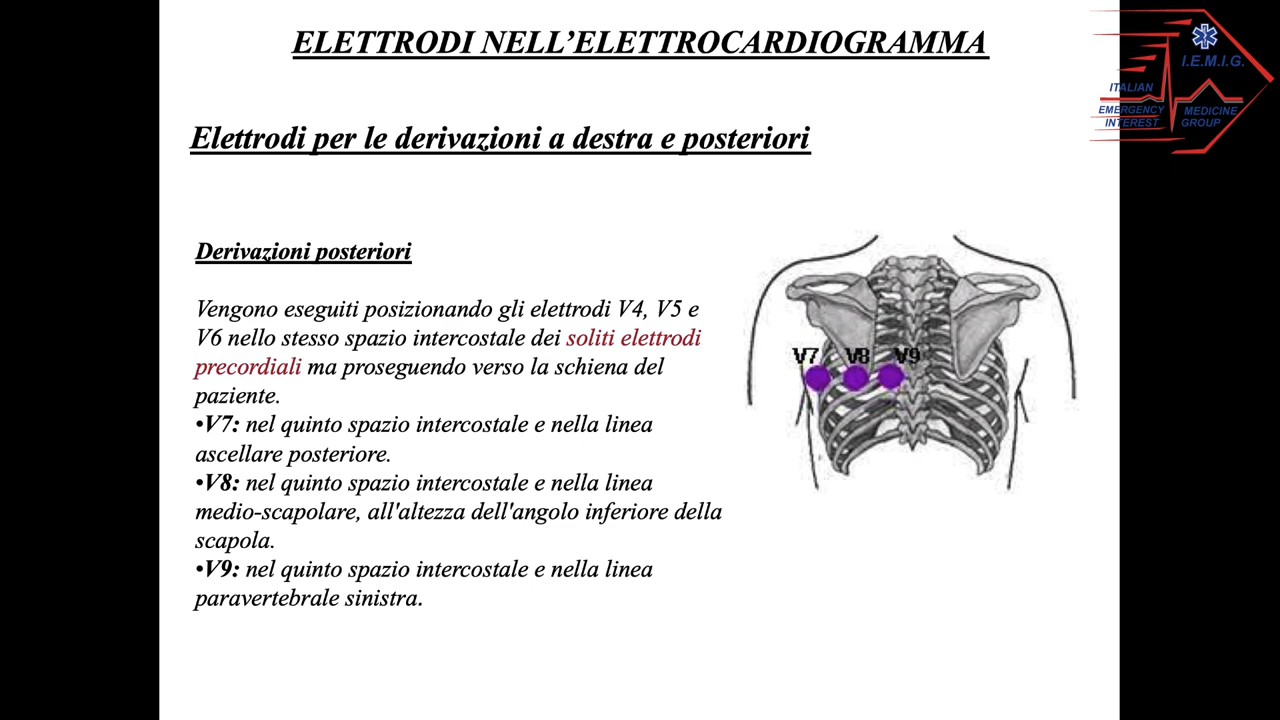 ELETTRODI NELL’ELETTROCARDIOGRAMMA
I.E.M.I.G.
ITALIAN
EMERGENCY MEDICINE
INTEREST GROUP
Elettrodi per le derivazioni a destra e posteriori
Derivazioni posteriori
Vengono eseguiti posizionando gli elettrodi V4, V5 e
V6 nello stesso spazio intercostale dei soliti elettrodi
precordiali ma proseguendo verso la schiena del
paziente.
•V7: nel quinto spazio intercostale e nella linea
ascellare posteriore.
•V8: nel quinto spazio intercostale e nella linea
medio-scapolare, all'altezza dell'angolo inferiore della
scapola.
•V9: nel quinto spazio intercostale e nella linea
paravertebrale sinistra.
V7 V8 V9